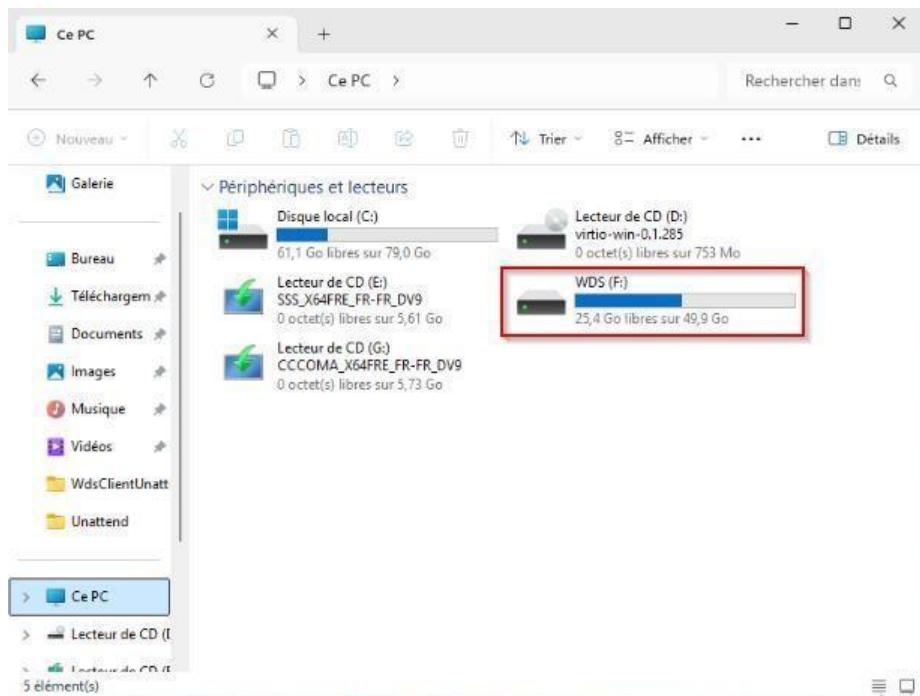 Ce PC
Ce PC
Rechercher dans
Nouveau
Trier
Afficher
Détails
Galerie
Bureau
Téléchargem
Documents
Images
Musique
Vidéos
WdsClientUnatt
Unattend
Ce PC
Lecteur de CD (
Périphériques et lecteurs
Disque local (C:)
61,1 Go libres sur 79,0 Go
Lecteur de CD (D:)
virtio-win-0.1.285
0 octet(s) libres sur 753 Mo
Lecteur de CD (E:)
SSS_X64FRE_FR-FR_DV9
0 octet(s) libres sur 5,61 Go
WDS (F:)
25,4 Go libres sur 49,9 Go
Lecteur de CD (G:)
CCCOMA_X64FRE_FR-FR_DV9
0 octet(s) libres sur 5,73 Go
5 élément(s)